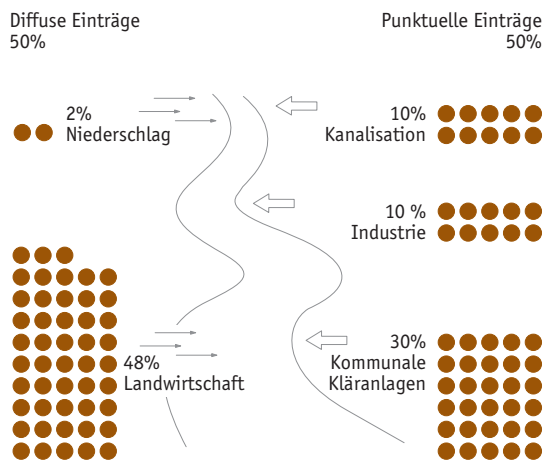 Diffuse Einträge
50%
Punktuelle Einträge
50%
2%
Niederschlag
10%
Kanalisation
10 %
Industrie
48%
Landwirtschaft
30%
Kommunale
Kläranlagen